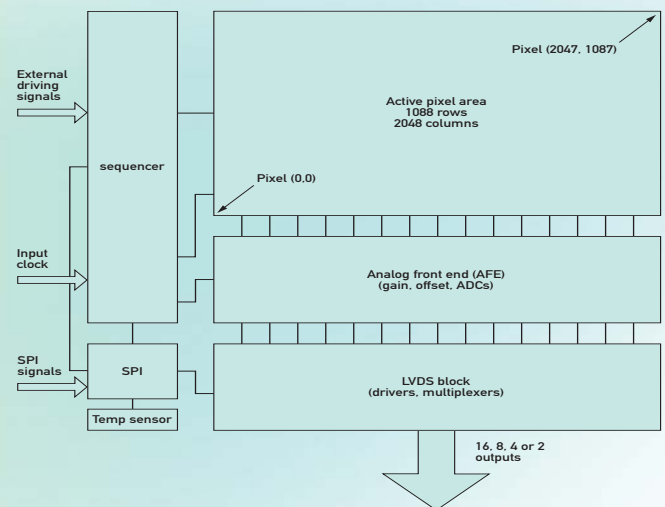 Pixel (2047, 1087)
External
driving
signals
Active pixel area
1088 rows
2048 columns
sequencer
Pixel (0,0)
Input
clock
Analog front end (AFE)
(gain, offset, ADCs)
SPI
signals
SPI
LVDS block
(drivers, multiplexers)
Temp sensor
16, 8, 4 or 2
outputs